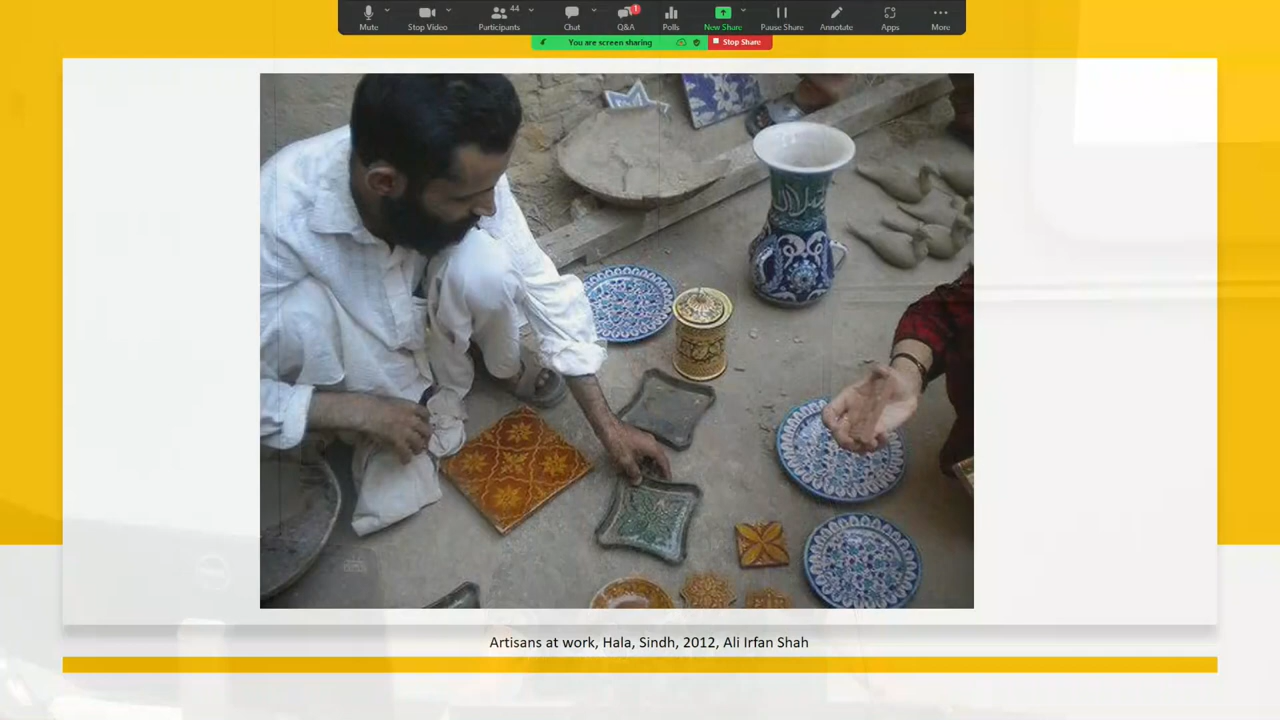 Mute
Stop Video
44
Participants
Chat
1
Q&A
Polls
New Share
Pause Share
Annotate
Apps
More
You are screen sharing
Stop Share
Artisans at work, Hala, Sindh, 2012, Ali Irfan Shah